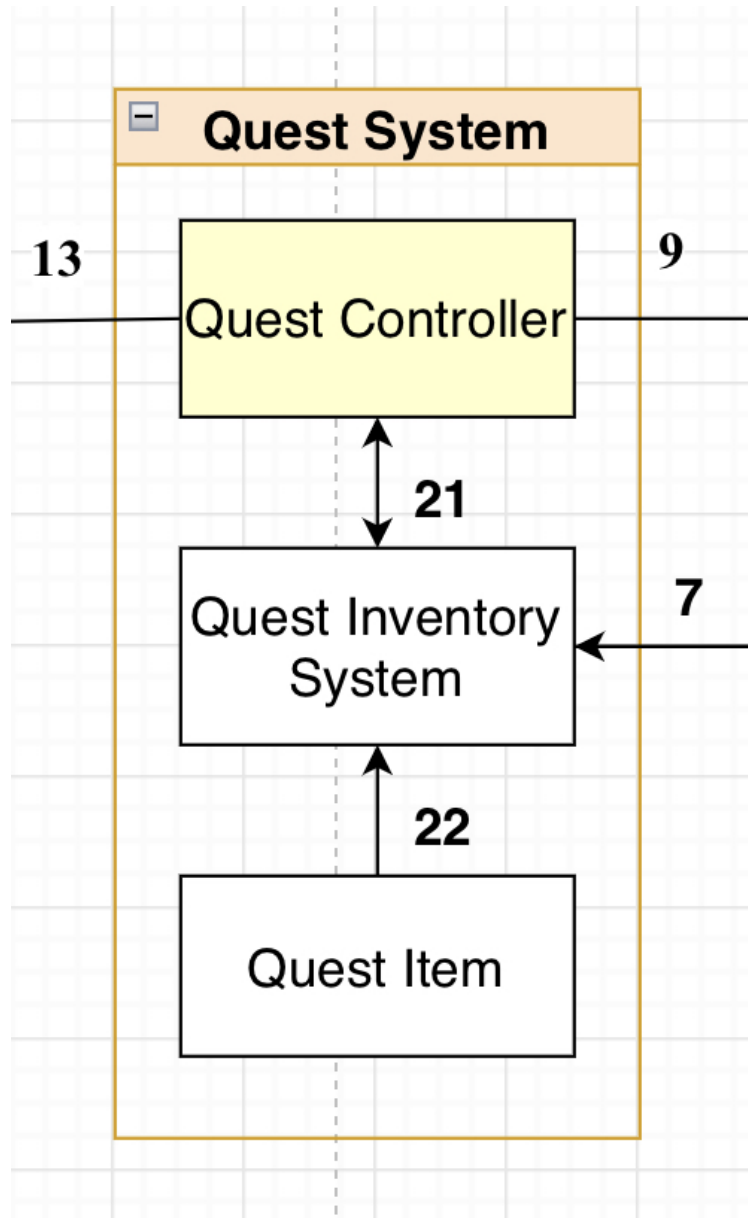 Quest System
13
9
Quest Controller
21
Quest Inventory
System
7
22
Quest Item